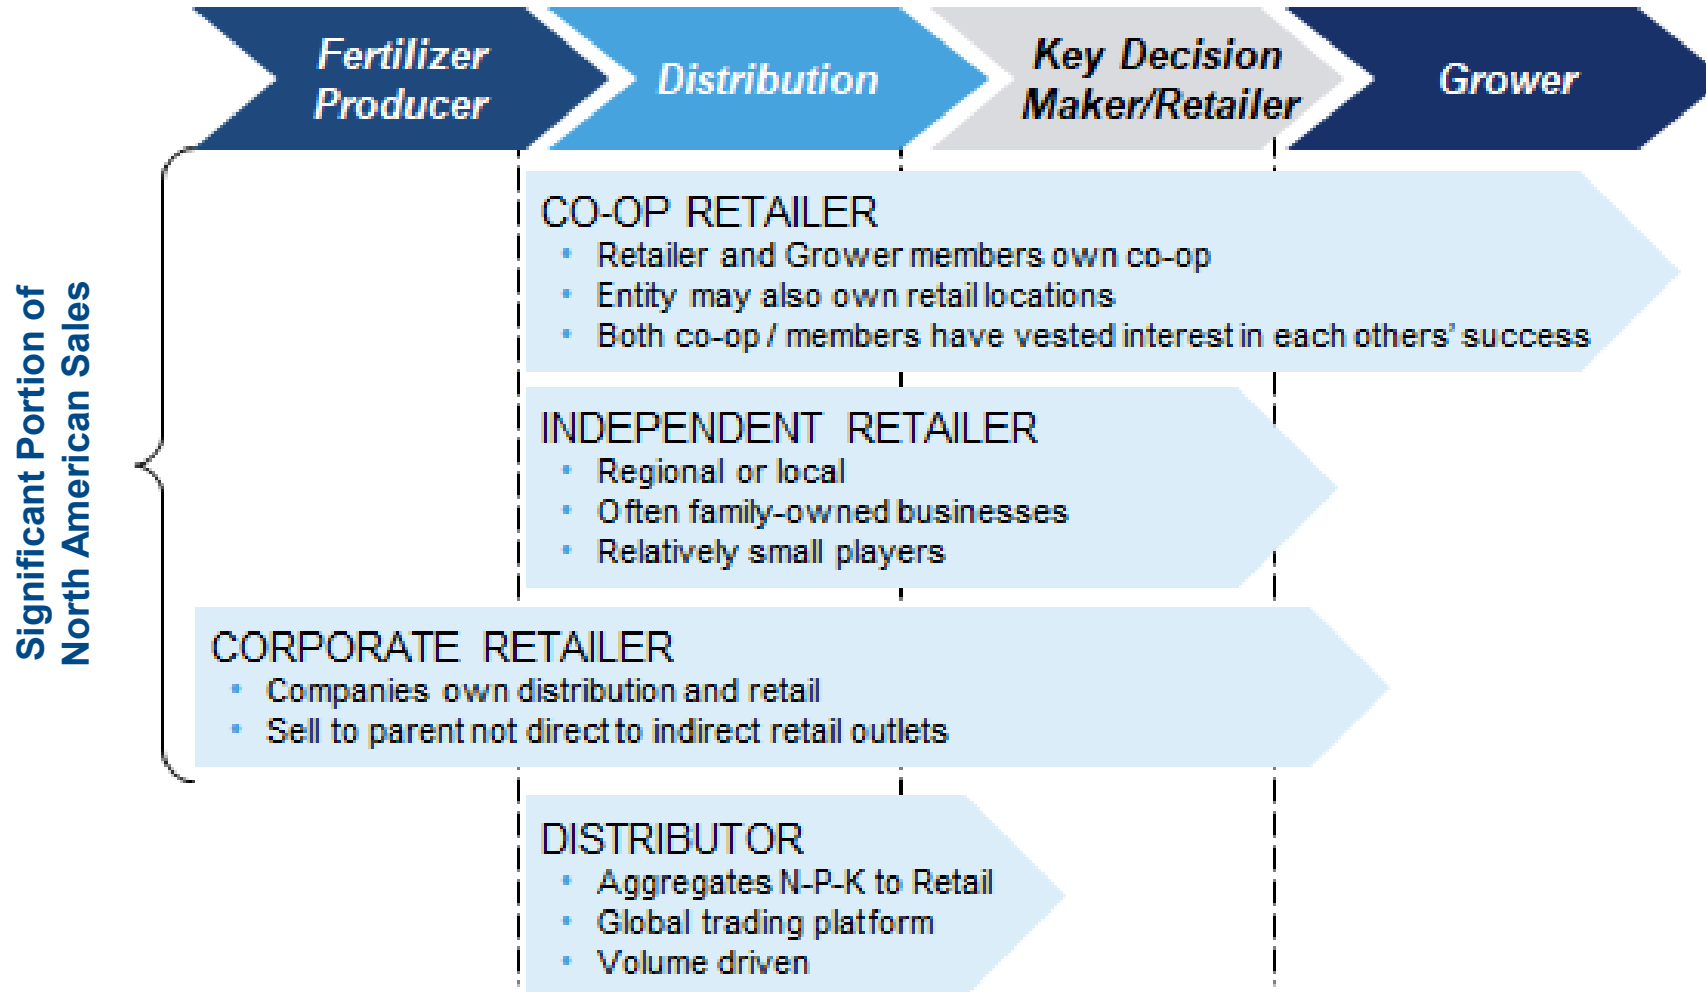 Fertilizer
Producer
Distribution
Key Decision
Maker/Retailer
Grower
Significant Portion of
North American Sales
CO-OP RETAILER
• Retailer and Grower members own co-op
• Entity may also own retail locations
• Both co-op / members have vested interest in each others’ success
INDEPENDENT RETAILER
• Regional or local
• Often family-owned businesses
• Relatively small players
CORPORATE RETAILER
• Companies own distribution and retail
• Sell to parent not direct to indirect retail outlets
DISTRIBUTOR
• Aggregates N-P-K to Retail
• Global trading platform
• Volume driven